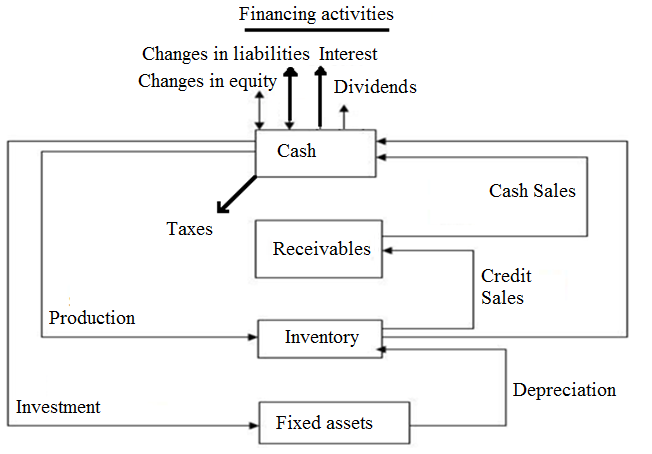 Financing activities
Changes in liabilities Interest
Changes in equity
Dividends
Cash
Cash Sales
Taxes
Receivables
Credit
Sales
Production
Inventory
Depreciation
Investment
Fixed assets